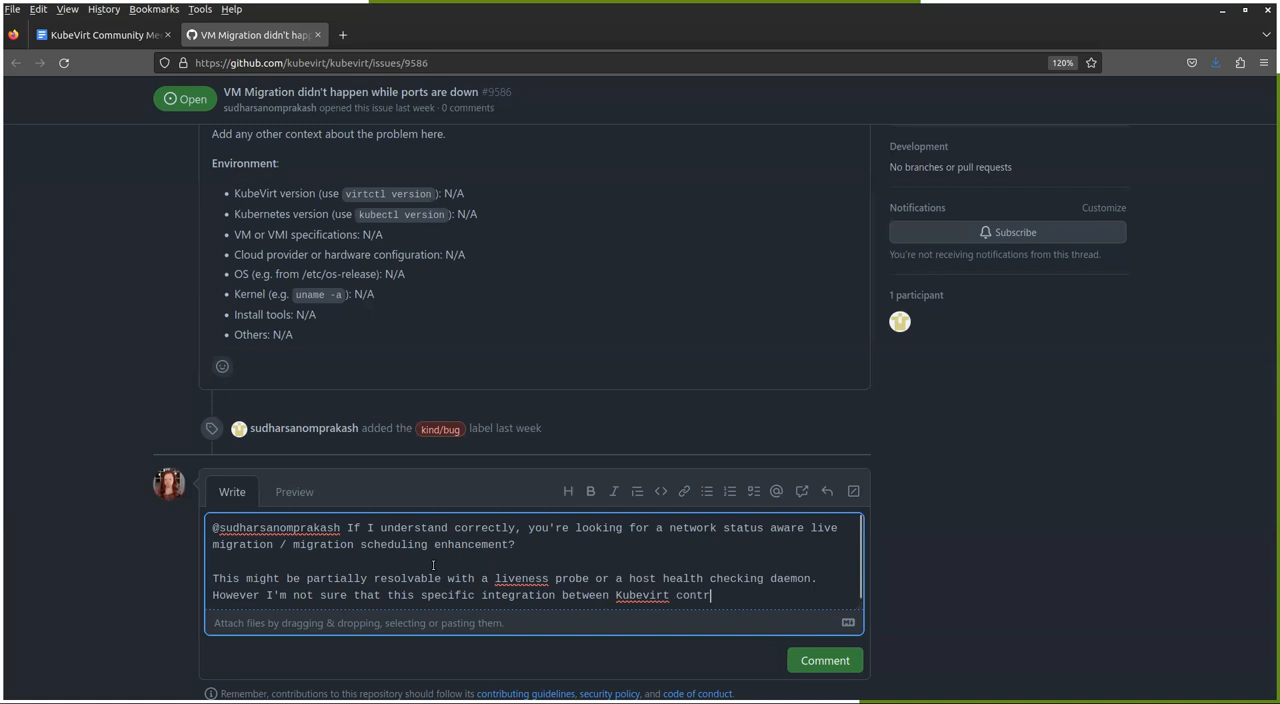 File Edit View History Bookmarks Tools Help
KubeVirt Community Me
VM Migration didn't happ
https://github.com/kubevirt/kubevirt/issues/9586
120%
Open
VM Migration didn't happen while ports are down #9586
sudharsanomprakash opened this issue last week · 0 comments
Add any other context about the problem here.
Environment:
KubeVirt version (use virtctl version): N/A
Kubernetes version (use kubectl version): N/A
VM or VMI specifications: N/A
Cloud provider or hardware configuration: N/A
OS (e.g. from /etc/os-release): N/A
Kernel (e.g. uname -a): N/A
Install tools: N/A
Others: N/A
Development
No branches or pull requests
Notifications
Customize
Subscribe
You're not receiving notifications from this thread.
1 participant
sudharsanomprakash added the kind/bug label last week
Write
Preview
@sudharsanomprakash If I understand correctly, you're looking for a network status aware live
migration / migration scheduling enhancement?
This might be partially resolvable with a liveness probe or a host health checking daemon.
However I'm not sure that this specific integration between Kubevirt contr
Attach files by dragging & dropping, selecting or pasting them.
Comment
Remember, contributions to this repository should follow its contributing guidelines, security policy, and code of conduct.